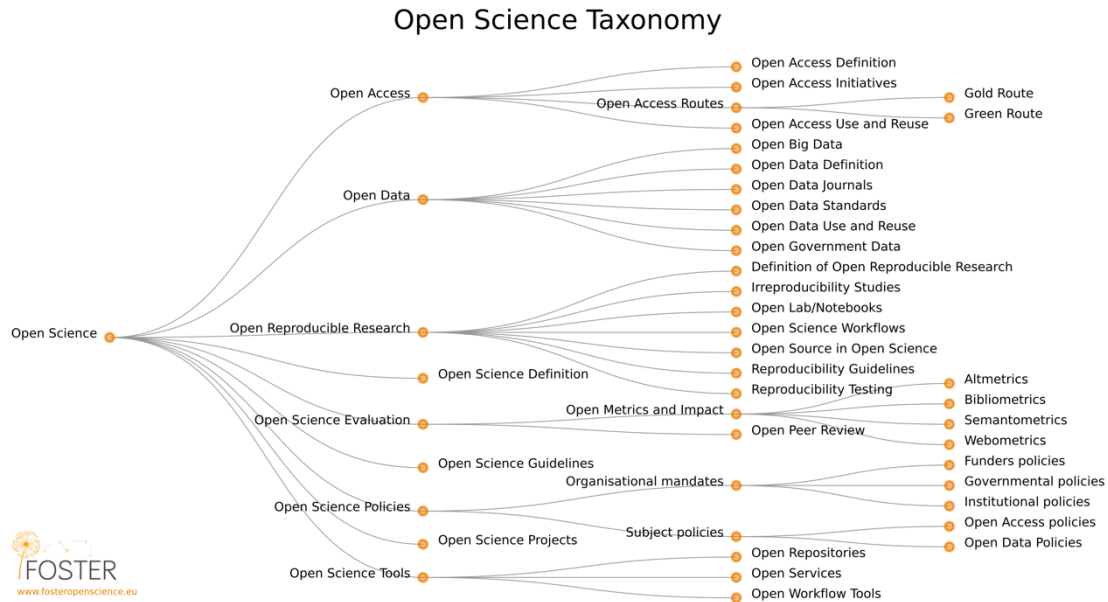 Open Science Taxonomy
Open Science
Open Access
Open Access Definition
Open Access Initiatives
Open Access Routes
Gold Route
Green Route
Open Access Use and Reuse
Open Data
Open Big Data
Open Data Definition
Open Data Journals
Open Data Standards
Open Data Use and Reuse
Open Government Data
Open Reproducible Research
Definition of Open Reproducible Research
Irreproducibility Studies
Open Lab/Notebooks
Open Science Workflows
Open Source in Open Science
Reproducibility Guidelines
Reproducibility Testing
Open Science Definition
Open Science Evaluation
Open Metrics and Impact
Altmetrics
Bibliometrics
Semantometrics
Webometrics
Open Peer Review
Open Science Guidelines
Open Science Policies
Organisational mandates
Funders policies
Governmental policies
Institutional policies
Subject policies
Open Access policies
Open Data Policies
Open Science Projects
Open Science Tools
Open Repositories
Open Services
Open Workflow Tools
FOSTER
www.fosteropenscience.eu